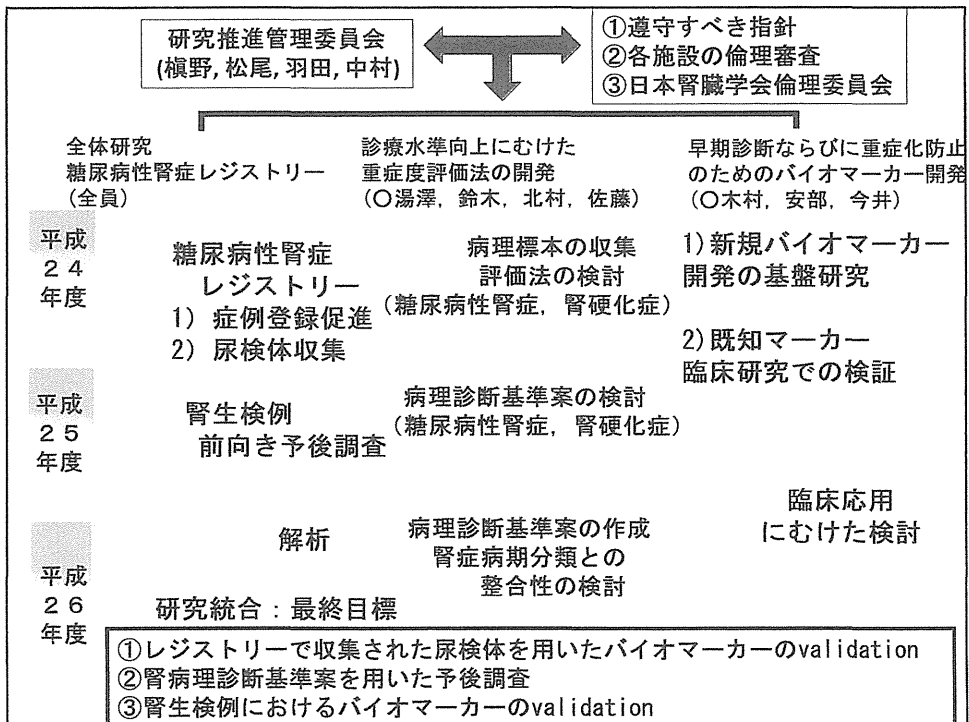 研究推進管理委員会
(槇野, 松尾, 羽田, 中村)
①遵守すべき指針
②各施設の倫理審査
③日本腎臓学会倫理委員会
全体研究
糖尿病性腎症レジストリー
(全員)
診療水準向上にむけた
重症度評価法の開発
(○湯澤, 鈴木, 北村, 佐藤)
早期診断ならびに重症化防止
のためのバイオマーカー開発
(○木村, 安部, 今井)
平成
24
年度
糖尿病性腎症
レジストリー
1) 症例登録促進
2) 尿検体収集
病理標本の収集
評価法の検討
(糖尿病性腎症, 腎硬化症)
1)新規バイオマーカー
開発の基盤研究
2)既知マーカー
臨床研究での検証
平成
25
年度
腎生検例
前向き予後調査
病理診断基準案の検討
(糖尿病性腎症, 腎硬化症)
臨床応用
にむけた検討
平成
26
年度
解析
病理診断基準案の作成
腎症病期分類との
整合性の検討
研究統合：最終目標
①レジストリーで収集された尿検体を用いたバイオマーカーのvalidation
②腎病理診断基準案を用いた予後調査
③腎生検例におけるバイオマーカーのvalidation